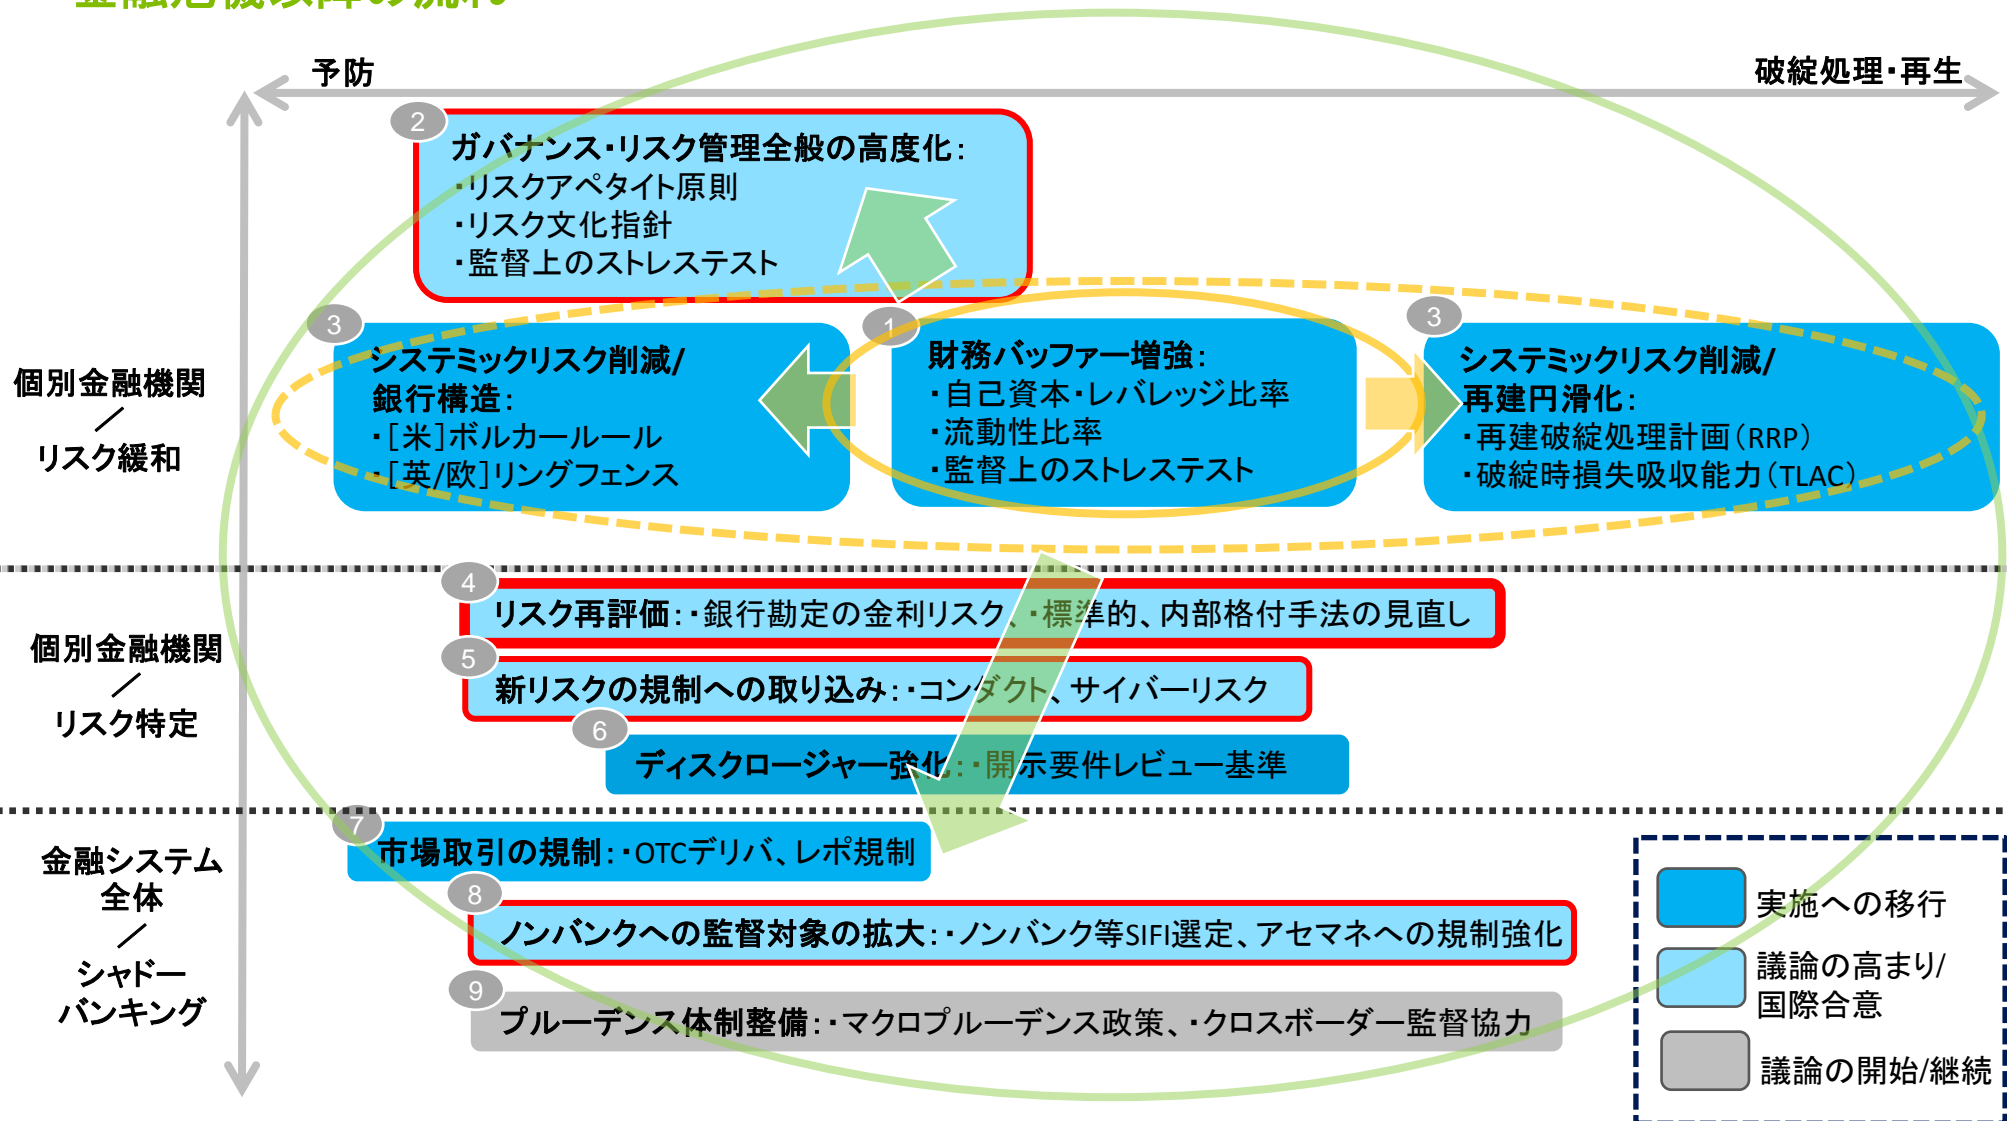 金融危機以降の流れ
予防
破綻処理・再生
2
ガバナンス・リスク管理全般の高度化：
・リスクアペタイト原則
・リスク文化指針
・監督上のストレステスト
個別金融機関
／
リスク緩和
3
システミックリスク削減/
銀行構造：
・[米]ボルカールール
・[英/欧]リングフェンス
1
財務バッファー増強：
・自己資本・レバレッジ比率
・流動性比率
・監督上のストレステスト
3
システミックリスク削減/
再建円滑化：
・再建破綻処理計画（RRP）
・破綻時損失吸収能力（TLAC）
個別金融機関
／
リスク特定
4
リスク再評価：・銀行勘定の金利リスク、・標準的、内部格付手法の見直し
5
新リスクの規制への取り込み：・コンダクト、サイバーリスク
6
ディスクロージャー強化：・開示要件レビュー基準
金融システム
全体
／
シャドー
バンキング
7
市場取引の規制：・OTCデリバ、レポ規制
8
ノンバンクへの監督対象の拡大：・ノンバンク等SIFI選定、アセマネへの規制強化
9
プルーデンス体制整備：・マクロプルーデンス政策、・クロスボーダー監督協力
実施への移行
議論の高まり/
国際合意
議論の開始/継続